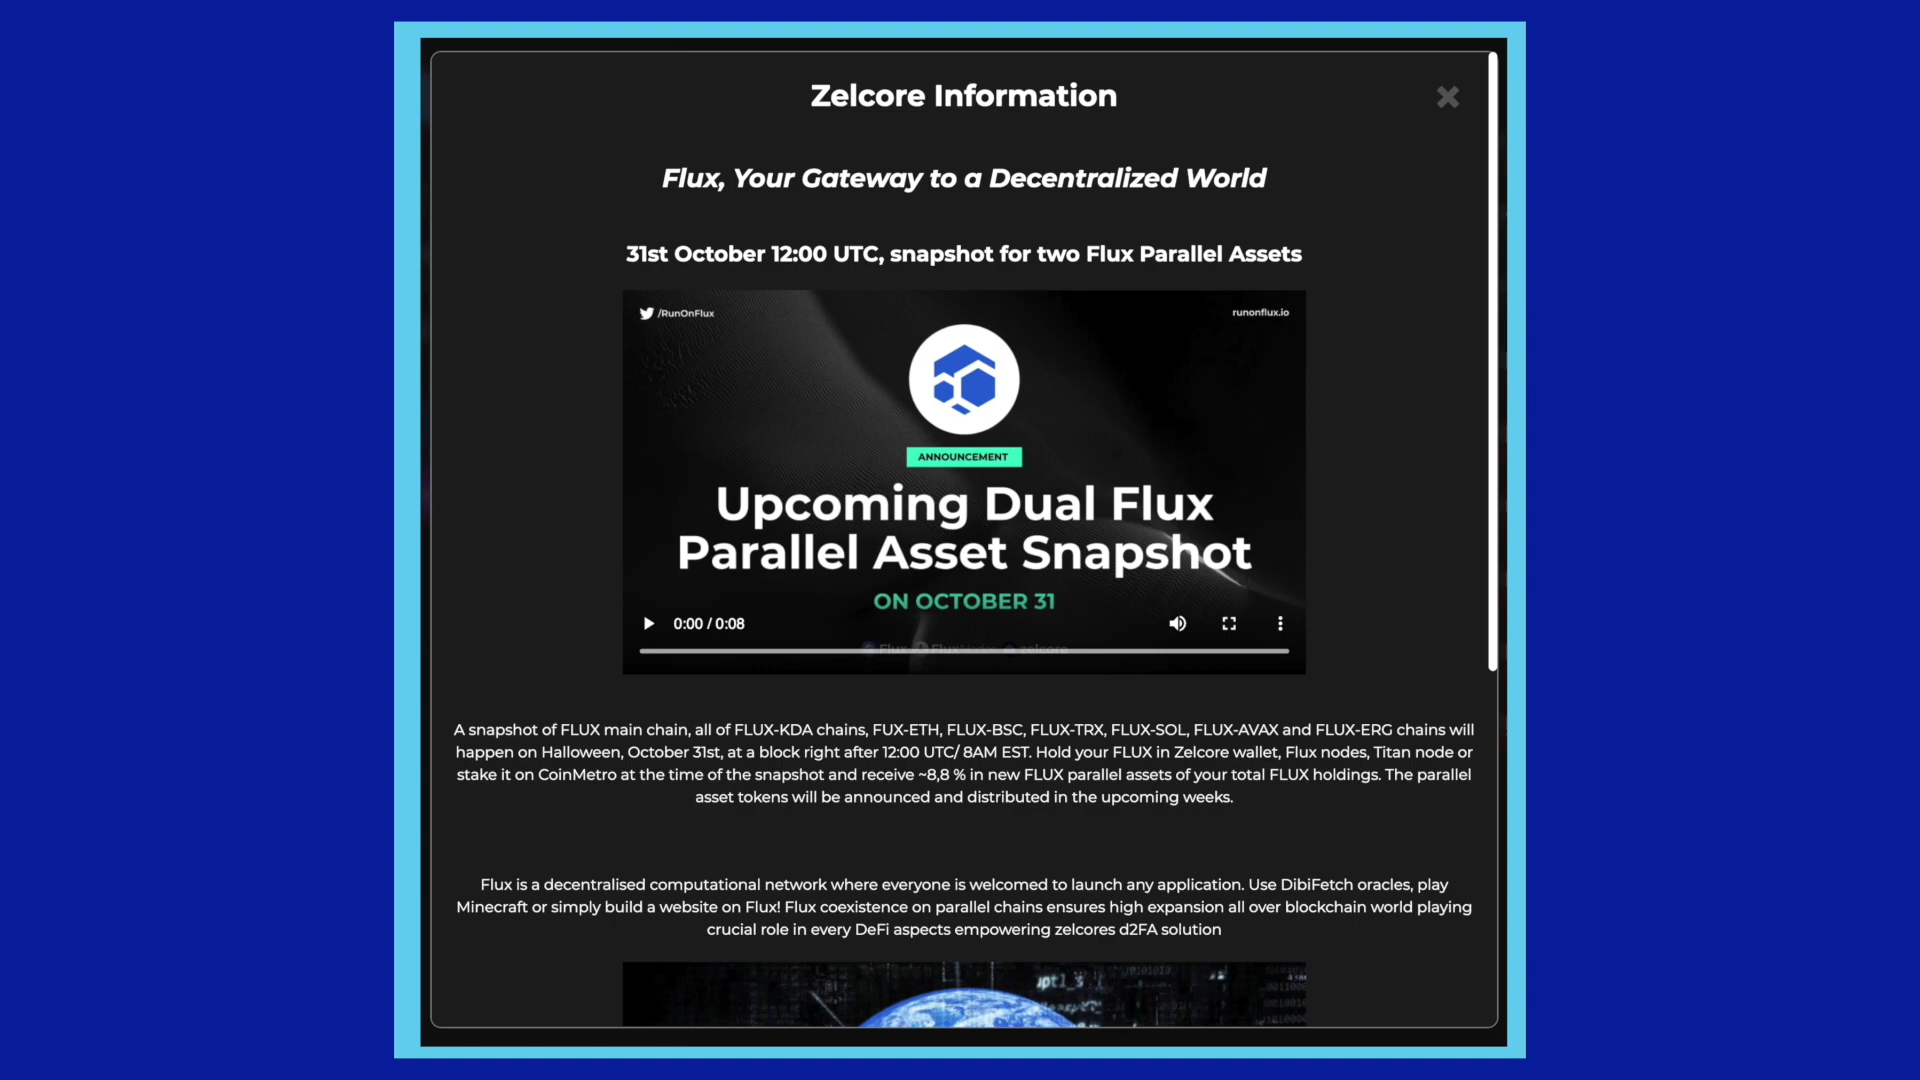 Zelcore Information
Flux, Your Gateway to a Decentralized World
31st October 12:00 UTC, snapshot for two Flux Parallel Assets
/RunOnFlux
runonflux.io
ANNOUNCEMENT
Upcoming Dual Flux
Parallel Asset Snapshot
ON OCTOBER 31
0:00 / 0:08
Flux Flux zelcore
A snapshot of FLUX main chain, all of FLUX-KDA chains, FUX-ETH, FLUX-BSC, FLUX-TRX, FLUX-SOL, FLUX-AVAX and FLUX-ERG chains will
happen on Halloween, October 31st, at a block right after 12:00 UTC/ 8AM EST. Hold your FLUX in Zelcore wallet, Flux nodes, Titan node or
stake it on CoinMetro at the time of the snapshot and receive ~8,8 % in new FLUX parallel assets of your total FLUX holdings. The parallel
asset tokens will be announced and distributed in the upcoming weeks.
Flux is a decentralised computational network where everyone is welcomed to launch any application. Use DibiFetch oracles, play
Minecraft or simply build a website on Flux! Flux coexistence on parallel chains ensures high expansion all over blockchain world playing
crucial role in every DeFi aspects empowering zelcores d2FA solution